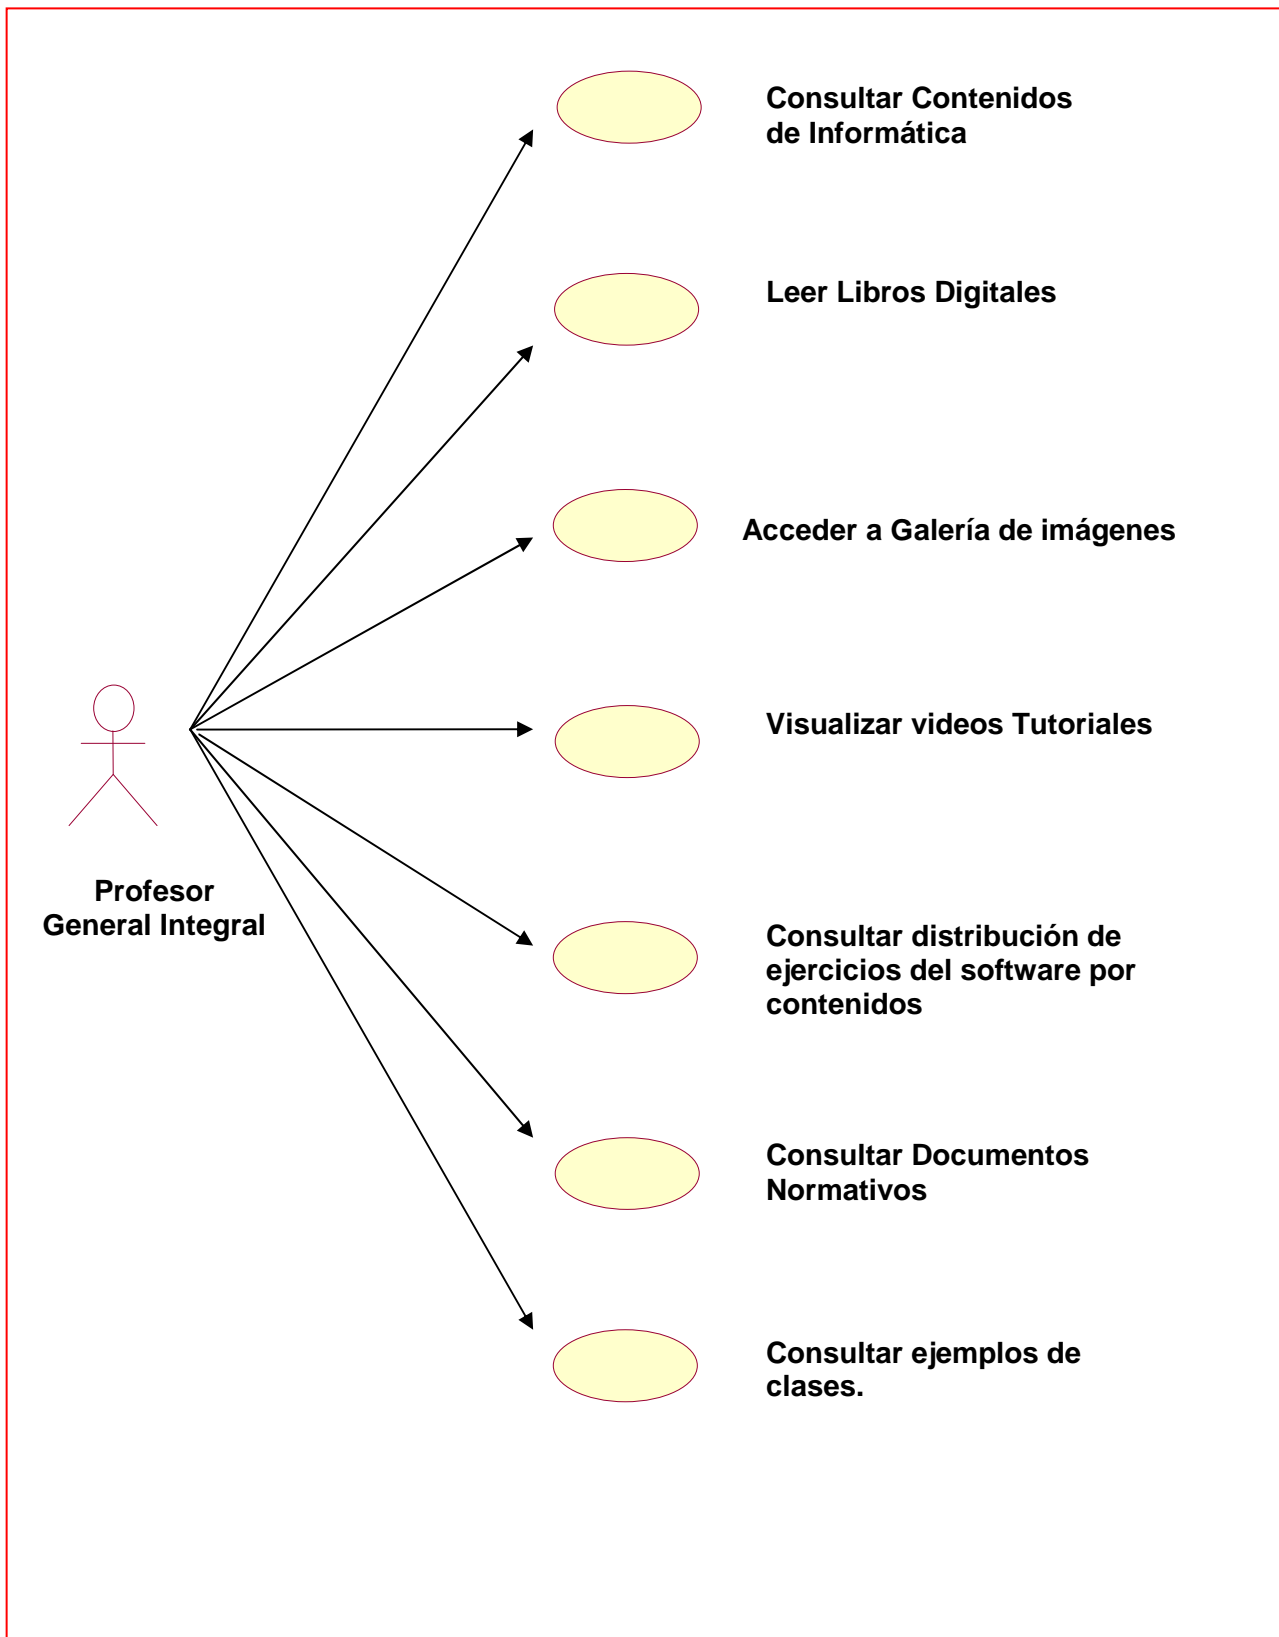 Consultar Contenidos
de Informática
Leer Libros Digitales
Acceder a Galería de imágenes
Visualizar videos Tutoriales
Profesor
General Integral
Consultar distribución de
ejercicios del software por
contenidos
Consultar Documentos
Normativos
Consultar ejemplos de
clases.